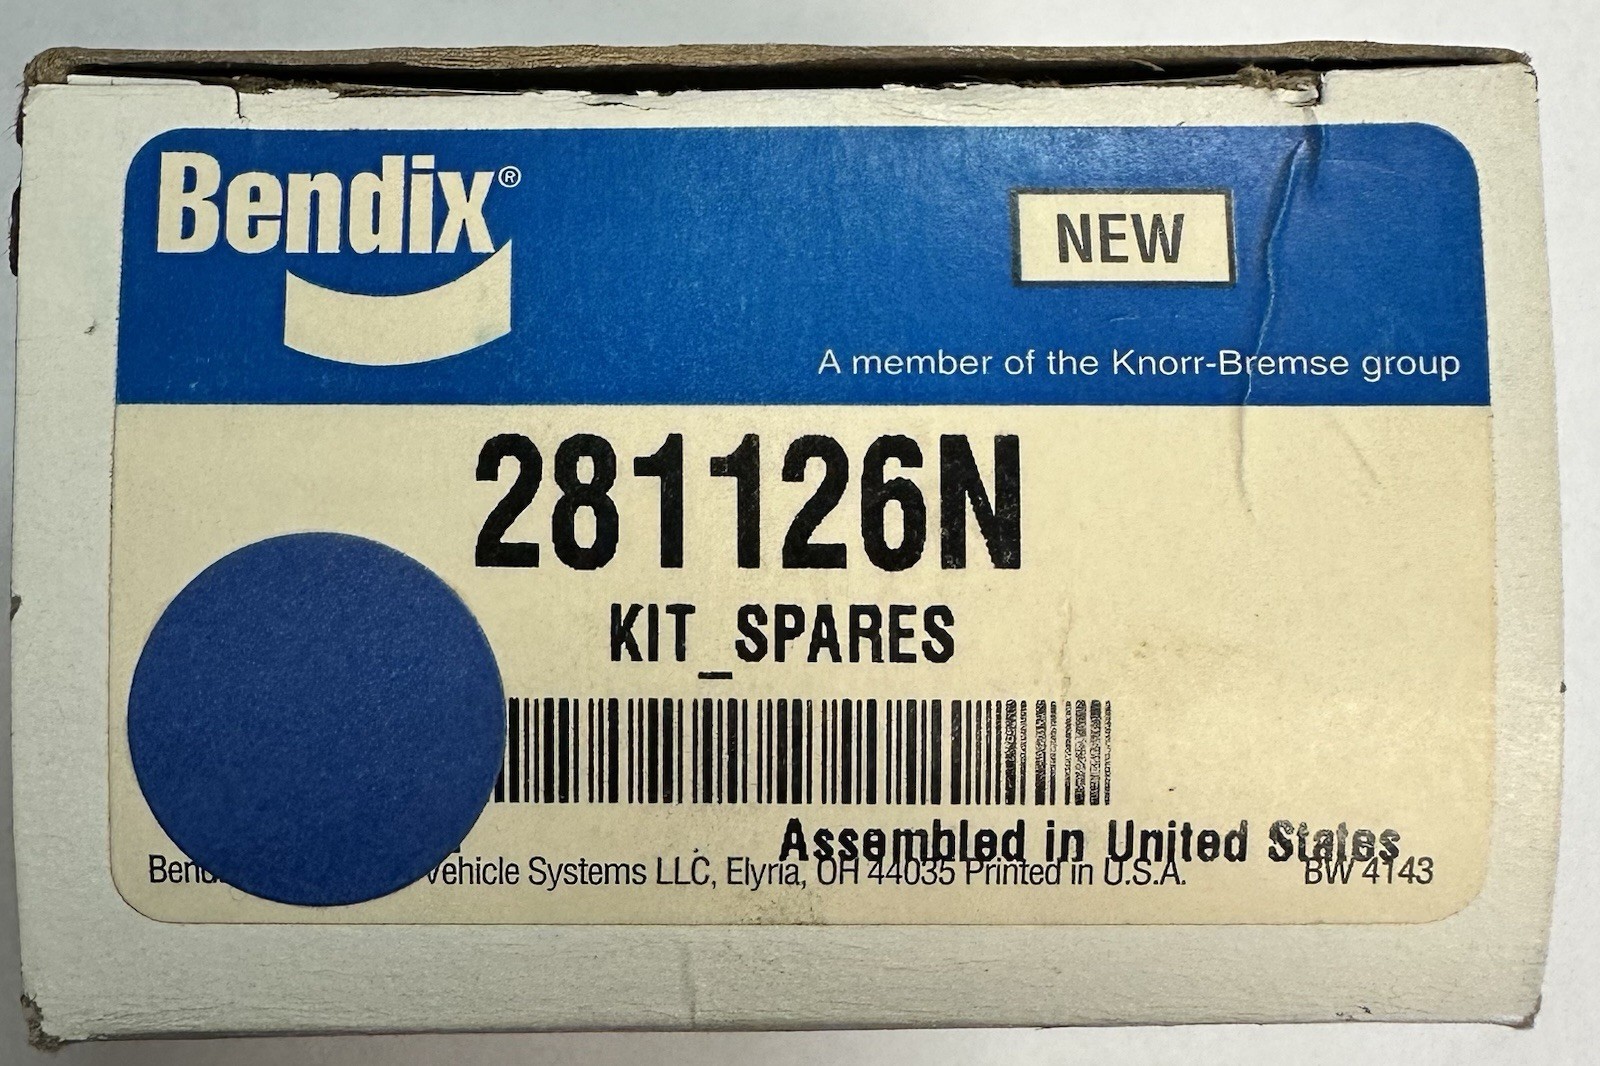 Bendix®
NEW
A member of the Knorr-Bremse group
281126N
KIT_SPARES
Assembled in United States
Vehicle Systems LLC, Elyria, OH 44035 Printed in U.S.A. BW 4143